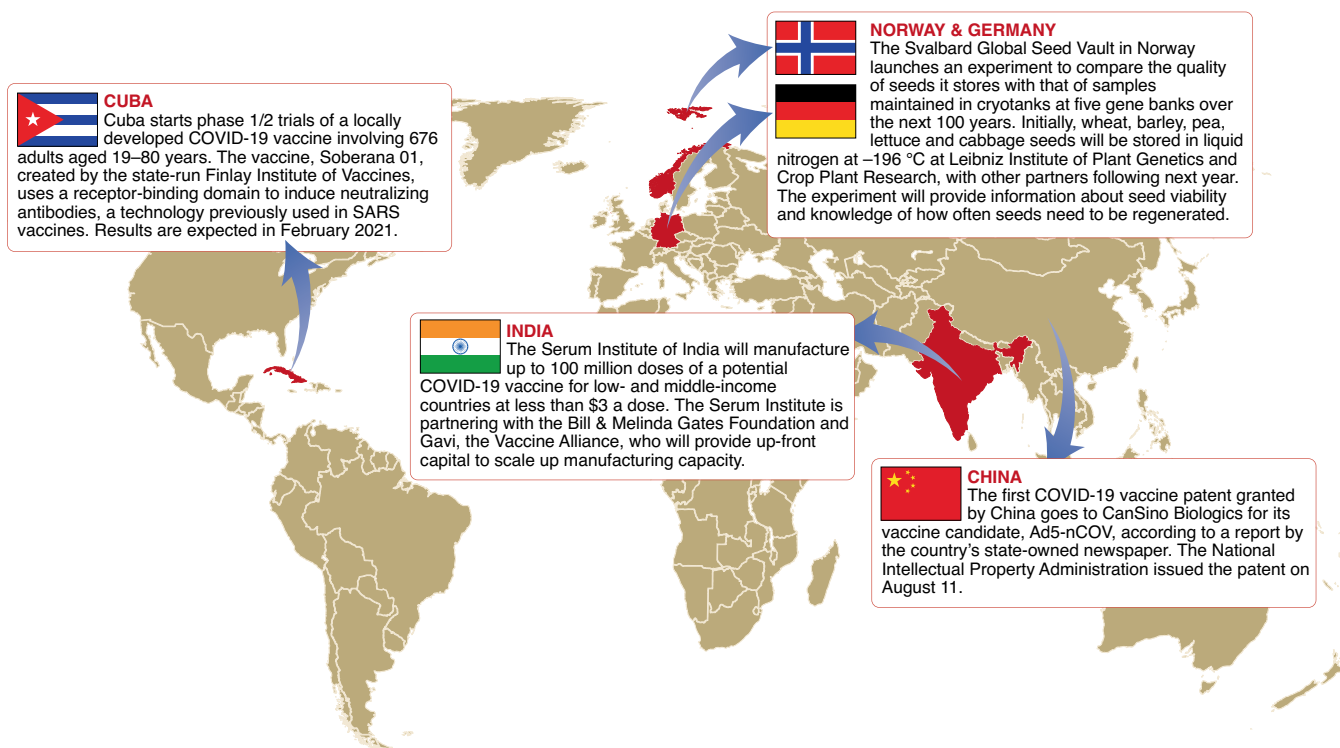 CUBA
Cuba starts phase 1/2 trials of a locally
developed COVID-19 vaccine involving 676
adults aged 19–80 years. The vaccine, Soberana 01,
created by the state-run Finlay Institute of Vaccines,
uses a receptor-binding domain to induce neutralizing
antibodies, a technology previously used in SARS
vaccines. Results are expected in February 2021.
NORWAY & GERMANY
The Svalbard Global Seed Vault in Norway
launches an experiment to compare the quality
of seeds it stores with that of samples
maintained in cryotanks at five gene banks over
the next 100 years. Initially, wheat, barley, pea,
lettuce and cabbage seeds will be stored in liquid
nitrogen at –196 °C at Leibniz Institute of Plant Genetics and
Crop Plant Research, with other partners following next year.
The experiment will provide information about seed viability
and knowledge of how often seeds need to be regenerated.
INDIA
The Serum Institute of India will manufacture
up to 100 million doses of a potential
COVID-19 vaccine for low- and middle-income
countries at less than $3 a dose. The Serum Institute is
partnering with the Bill & Melinda Gates Foundation and
Gavi, the Vaccine Alliance, who will provide up-front
capital to scale up manufacturing capacity.
CHINA
The first COVID-19 vaccine patent granted
by China goes to CanSino Biologics for its
vaccine candidate, Ad5-nCOV, according to a report by
the country's state-owned newspaper. The National
Intellectual Property Administration issued the patent on
August 11.